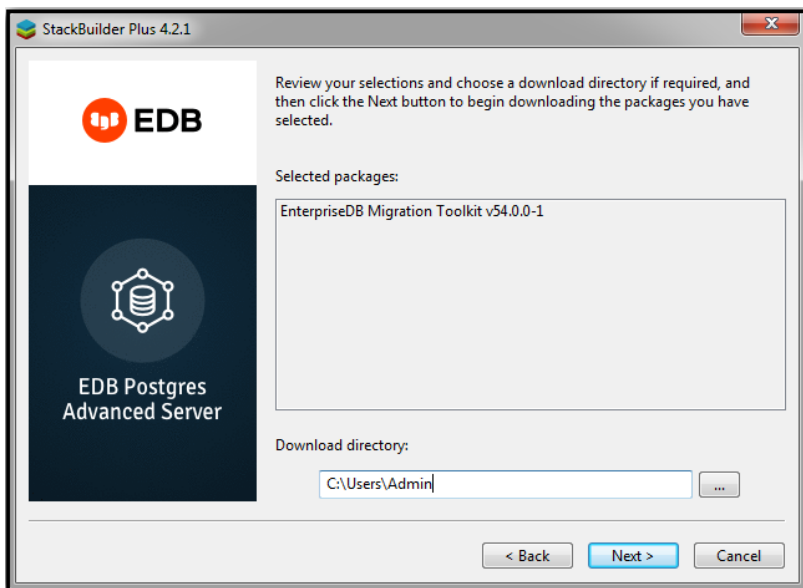 StackBuilder Plus 4.2.1
EDB
Review your selections and choose a download directory if required, and
then click the Next button to begin downloading the packages you have
selected.
Selected packages:
EnterpriseDB Migration Toolkit v54.0.0-1
EDB Postgres
Advanced Server
Download directory:
C:\Users\Admin
...
< Back
Next >
Cancel